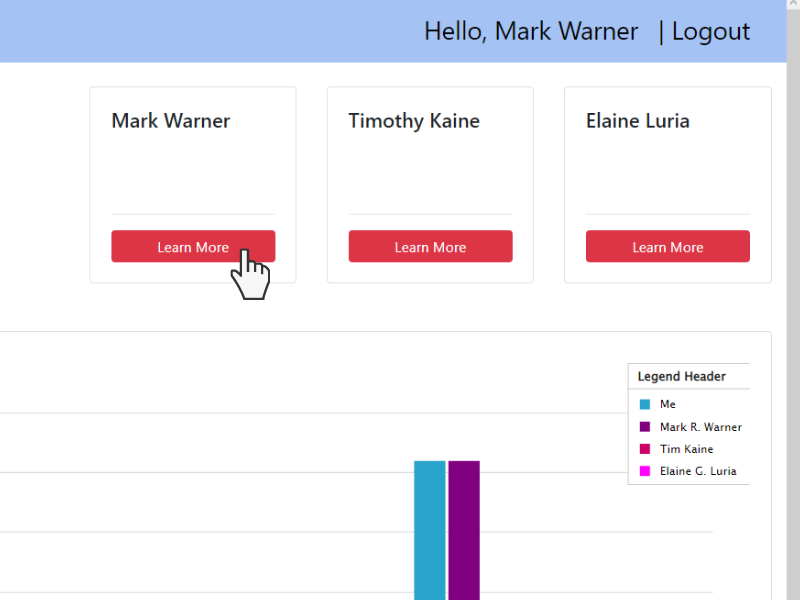 Hello, Mark Warner | Logout
Mark Warner
Timothy Kaine
Elaine Luria
Learn More
Learn More
Learn More
Legend Header
Me
Mark R. Warner
Tim Kaine
Elaine G. Luria